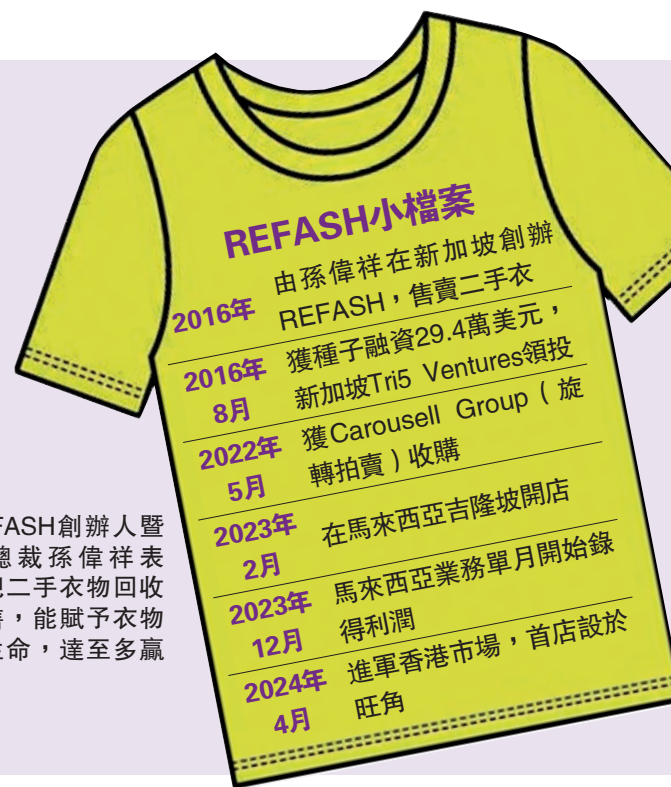 REFASH小檔案
2016年
由孫偉祥在新加坡創辦
REFASH，售賣二手衣
2016年
8月
獲種子融資29.4萬美元，
新加坡Tri5 Ventures領投
2022年
5月
獲Carousell Group（旋
轉拍賣）收購
2023年
2月
在馬來西亞吉隆坡開店
2023年
12月
馬來西亞業務單月開始錄
得利潤
2024年
4月
進軍香港市場，首店設於
旺角
FASH創辦人暨
總裁孫偉祥表
二手衣物回收
，能賦予衣物
命，達至多贏